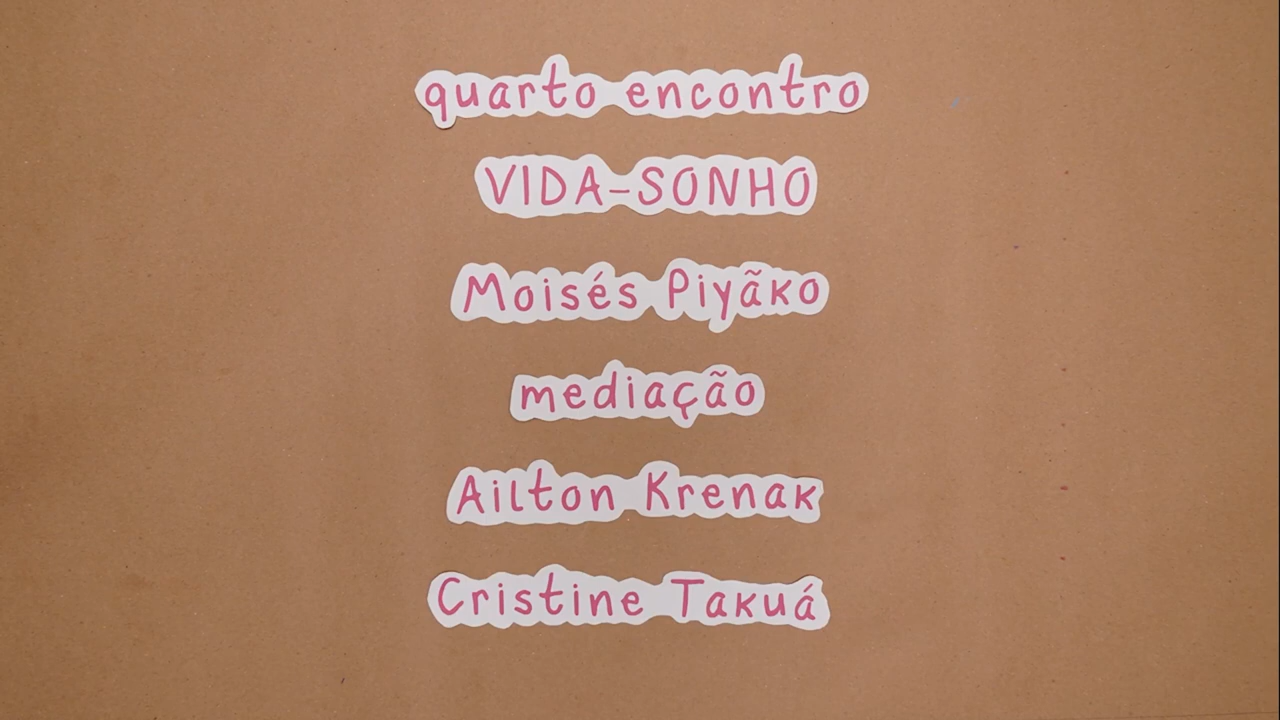 quarto encontro
VIDA-SONHO
Moisés Piyãko
mediação
Ailton Krenak
Cristine Takuá